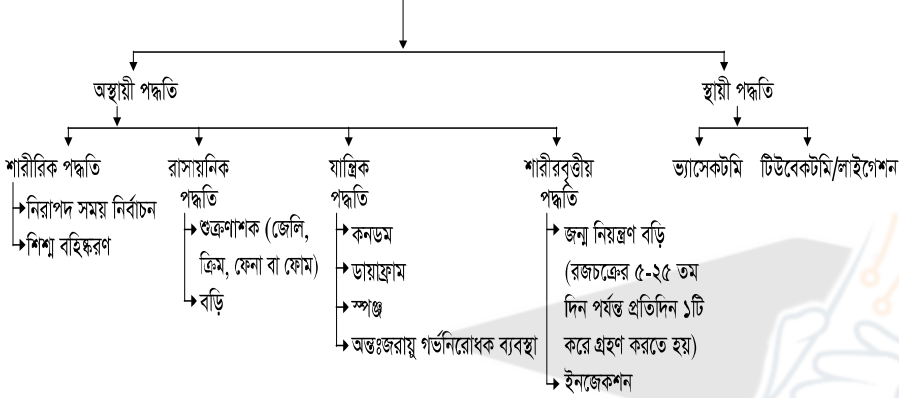 অস্থায়ী পদ্ধতি
স্থায়ী পদ্ধতি
শারীরিক পদ্ধতি
নিরাপদ সময় নির্বাচন
শিশ্ম বহিষ্করণ
রাসায়নিক
পদ্ধতি
শুক্রণাশক (জেলি,
ক্রিম, ফেনা বা ফোম)
বড়ি
যান্ত্রিক
পদ্ধতি
কনডম
ডায়াফ্রাম
স্পঞ্জ
অন্তঃজরায়ু গর্ভনিরোধক ব্যবস্থা
শারীরবৃত্তীয়
পদ্ধতি
জন্ম নিয়ন্ত্রণ বড়ি
(রজচক্রের ৫-২৫ তম
দিন পর্যন্ত প্রতিদিন ১টি
করে গ্রহণ করতে হয়)
ইনজেকশন
ভ্যাসেকটমি
টিউবেকটমি/লাইগেশন